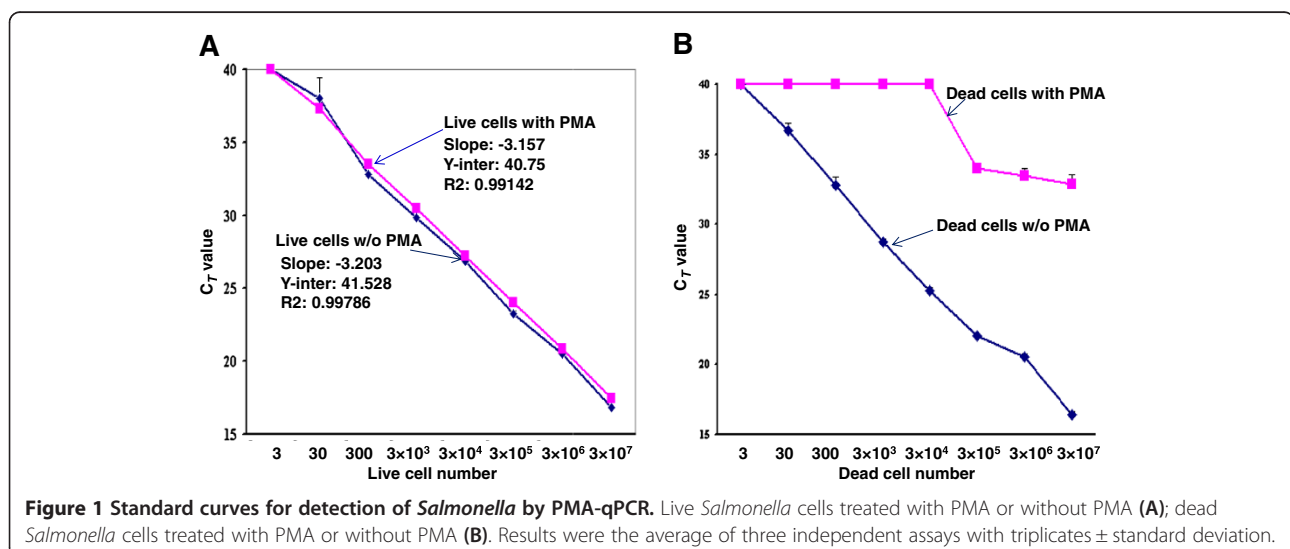 A
40
35
30
25
20
15
C_T value
Live cells with PMA
Slope: -3.157
Y-inter: 40.75
R2: 0.99142
Live cells w/o PMA
Slope: -3.203
Y-inter: 41.528
R2: 0.99786
3 30 300 3×10³ 3×10⁴ 3×10⁵ 3×10⁶ 3×10⁷
Live cell number
B
40
35
30
25
20
15
C_T value
Dead cells with PMA
Dead cells w/o PMA
3 30 300 3×10³ 3×10⁴ 3×10⁵ 3×10⁶ 3×10⁷
Dead cell number
Figure 1 Standard curves for detection of Salmonella by PMA-qPCR. Live Salmonella cells treated with PMA or without PMA (A); dead
Salmonella cells treated with PMA or without PMA (B). Results were the average of three independent assays with triplicates ± standard deviation.